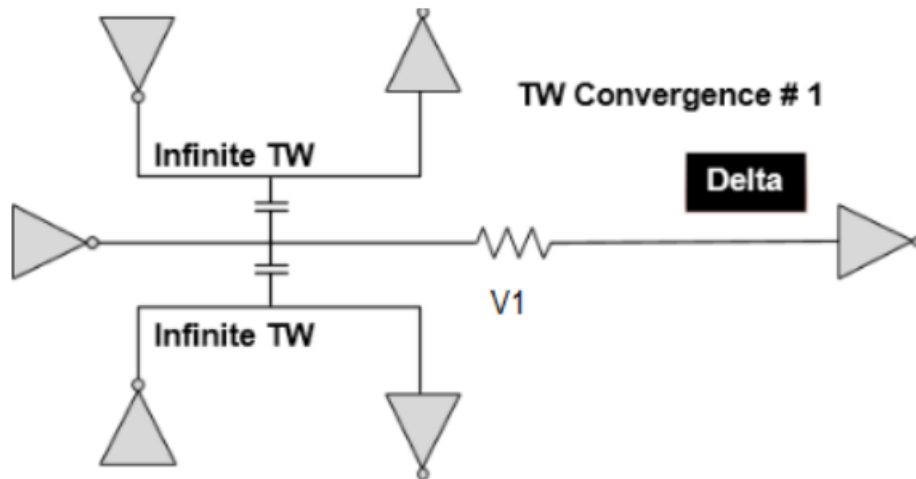 TW Convergence # 1
Infinite TW
Delta
V1
Infinite TW